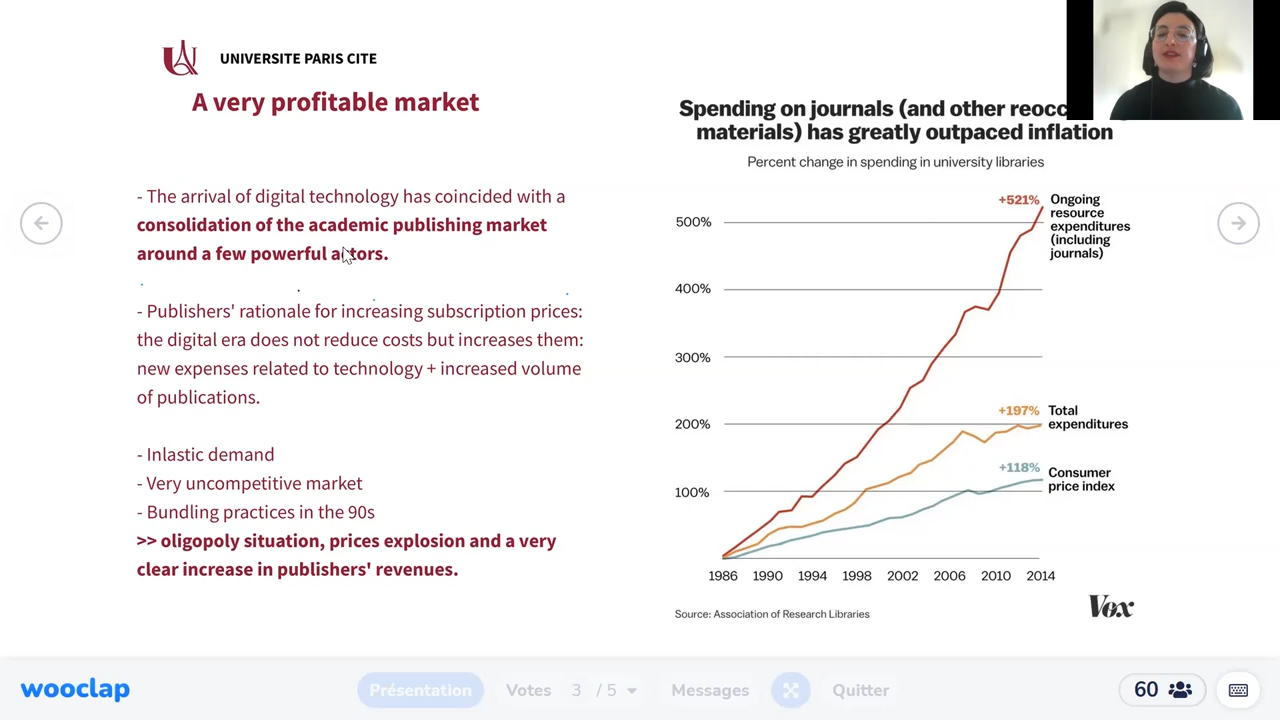 UNIVERSITE PARIS CITE
A very profitable market
- The arrival of digital technology has coincided with a
consolidation of the academic publishing market
around a few powerful actors.
- Publishers' rationale for increasing subscription prices:
the digital era does not reduce costs but increases them:
new expenses related to technology + increased volume
of publications.
- Inlastic demand
- Very uncompetitive market
- Bundling practices in the 90s
>> oligopoly situation, prices explosion and a very
clear increase in publishers' revenues.
Spending on journals (and other reocc
materials) has greatly outpaced inflation
Percent change in spending in university libraries
500%
400%
300%
200%
100%
+521%
Ongoing
resource
expenditures
(including
journals)
+197%
Total
expenditures
+118%
Consumer
price index
1986 1990 1994 1998 2002 2006 2010 2014
Source: Association of Research Libraries
Vox
wooclap
Présentation
Votes 3 / 5
Messages
Quitter
60